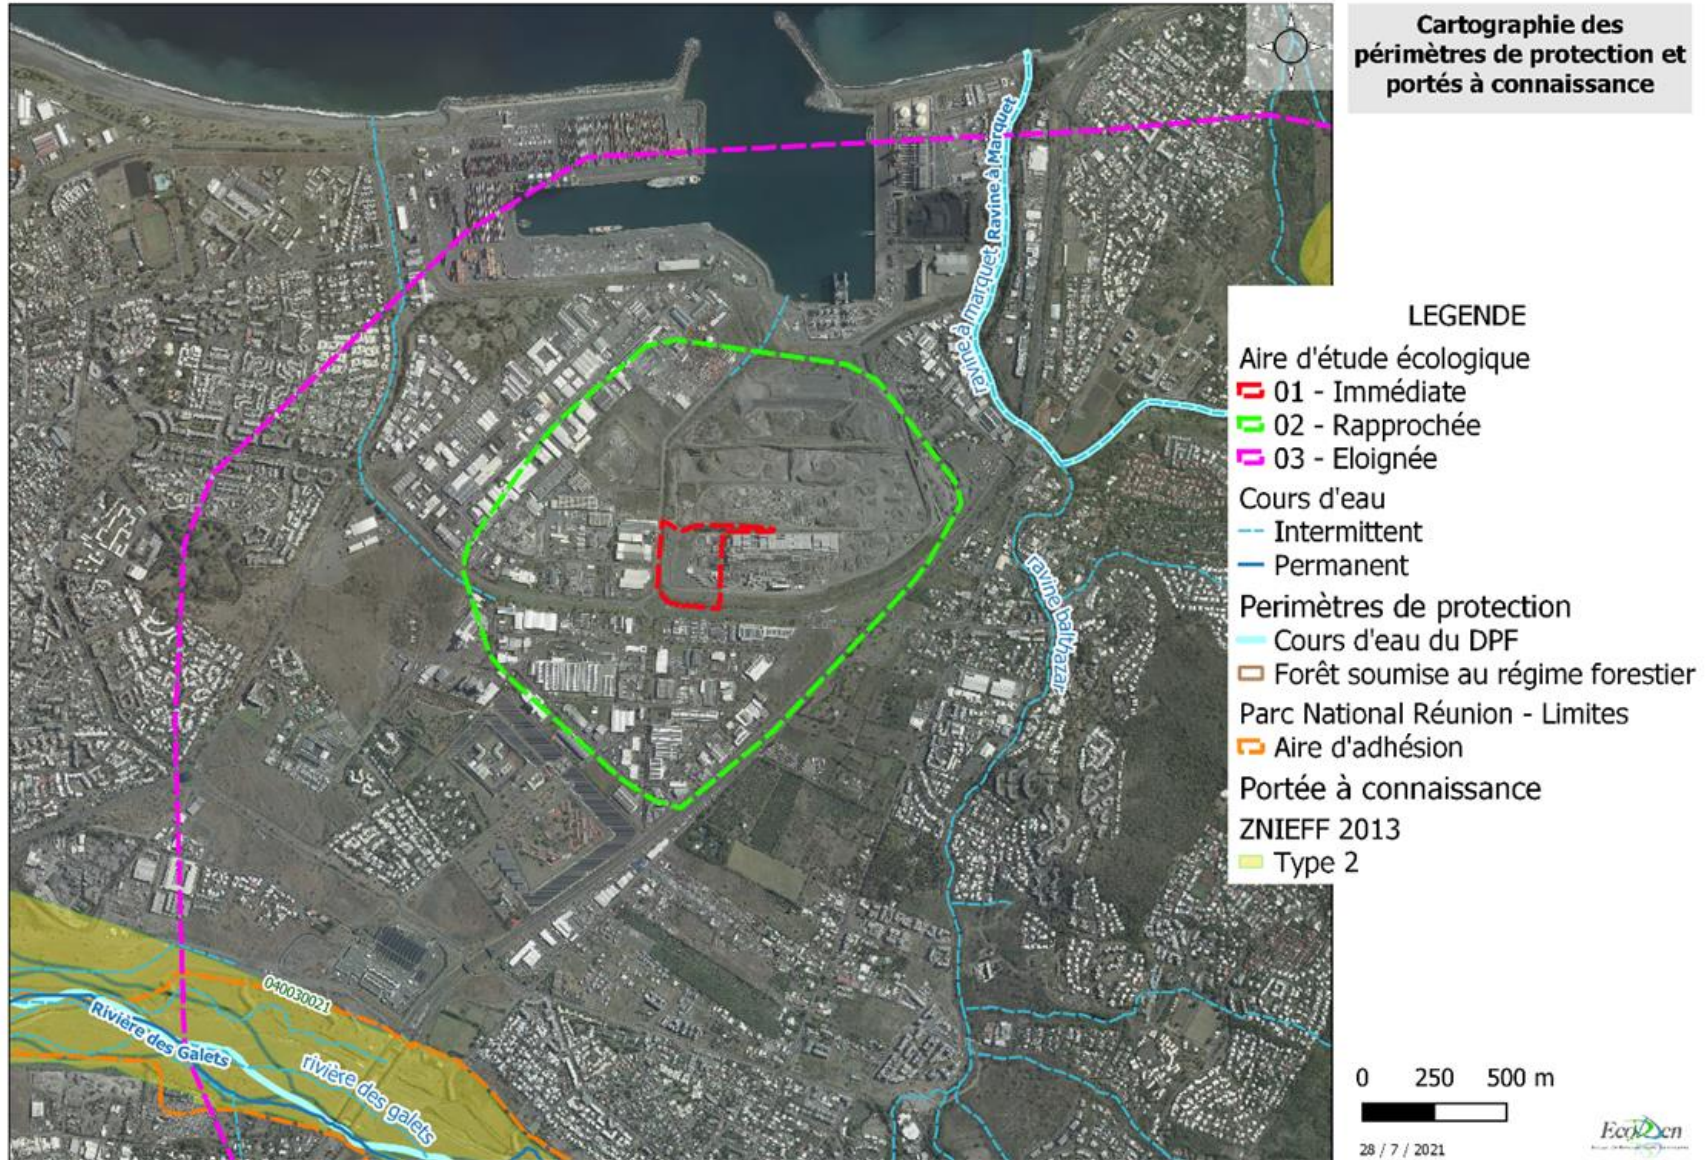 Cartographie des
périmètres de protection et
portés à connaissance
Ravine à Marquet
ravine à marquet
ravine balthazar
040030021
Rivière des Galets
rivière des galets
LEGENDE
Aire d'étude écologique
01 - Immédiate
02 - Rapprochée
03 - Eloignée
Cours d'eau
Intermittent
Permanent
Perimètres de protection
Cours d'eau du DPF
Forêt soumise au régime forestier
Parc National Réunion - Limites
Aire d'adhésion
Portée à connaissance
ZNIEFF 2013
Type 2
0 250 500 m
28 / 7 / 2021